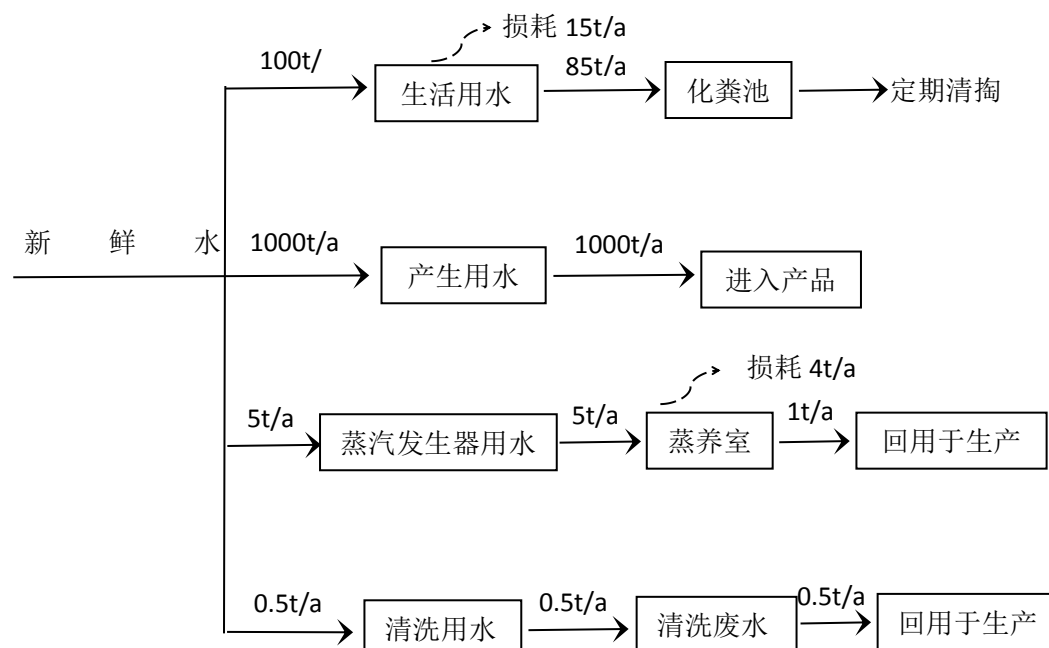 损耗 15t/a
100t/
生活用水
85t/a
化粪池
定期清掏
新 鲜 水
1000t/a
产生用水
1000t/a
进入产品
损耗 4t/a
5t/a
蒸汽发生器用水
5t/a
蒸养室
1t/a
回用于生产
0.5t/a
清洗用水
0.5t/a
清洗废水
0.5t/a
回用于生产